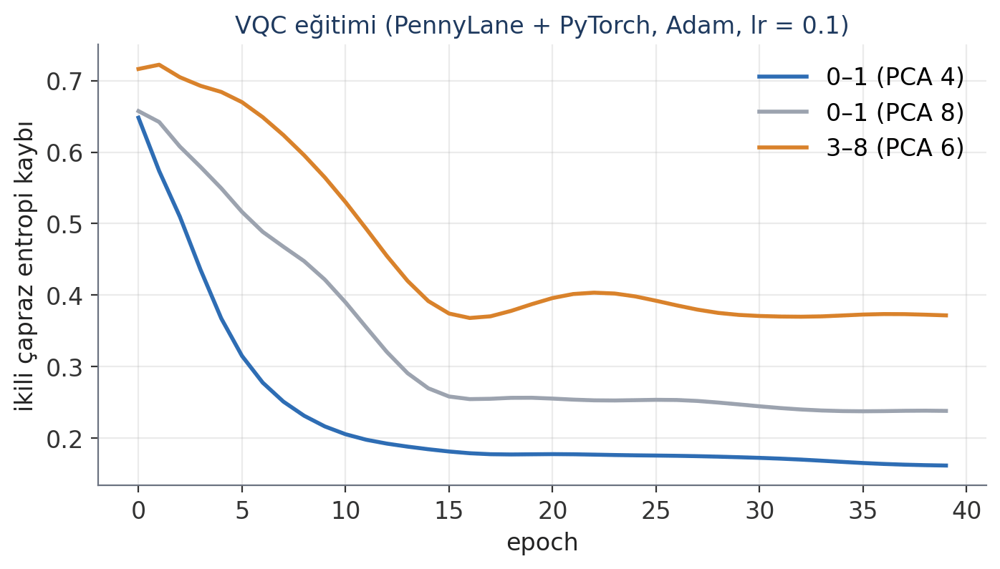 VQC eğitimi (PennyLane + PyTorch, Adam, lr = 0.1)
0–1 (PCA 4)
0–1 (PCA 8)
3–8 (PCA 6)
ikili çapraz entropi kaybı
0.7
0.6
0.5
0.4
0.3
0.2
0 5 10 15 20 25 30 35 40
epoch